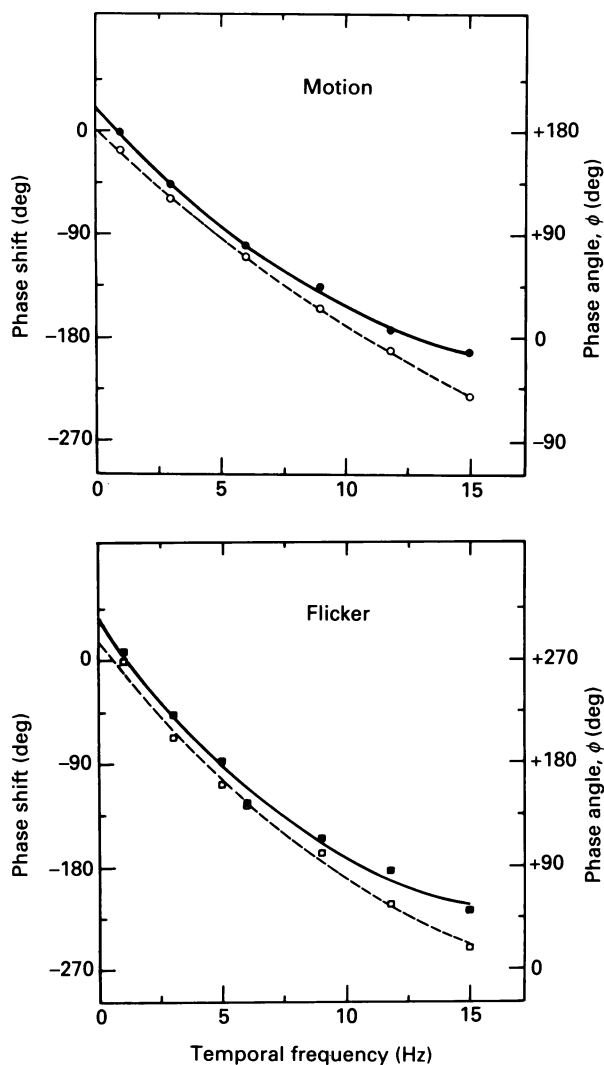 Motion
Phase shift (deg)
0
−90
−180
−270
+180
+90
0
−90
Phase angle, ϕ (deg)
0 5 10 15
Flicker
Phase shift (deg)
0
−90
−180
−270
+270
+180
+90
0
Phase angle, ϕ (deg)
0 5 10 15
Temporal frequency (Hz)